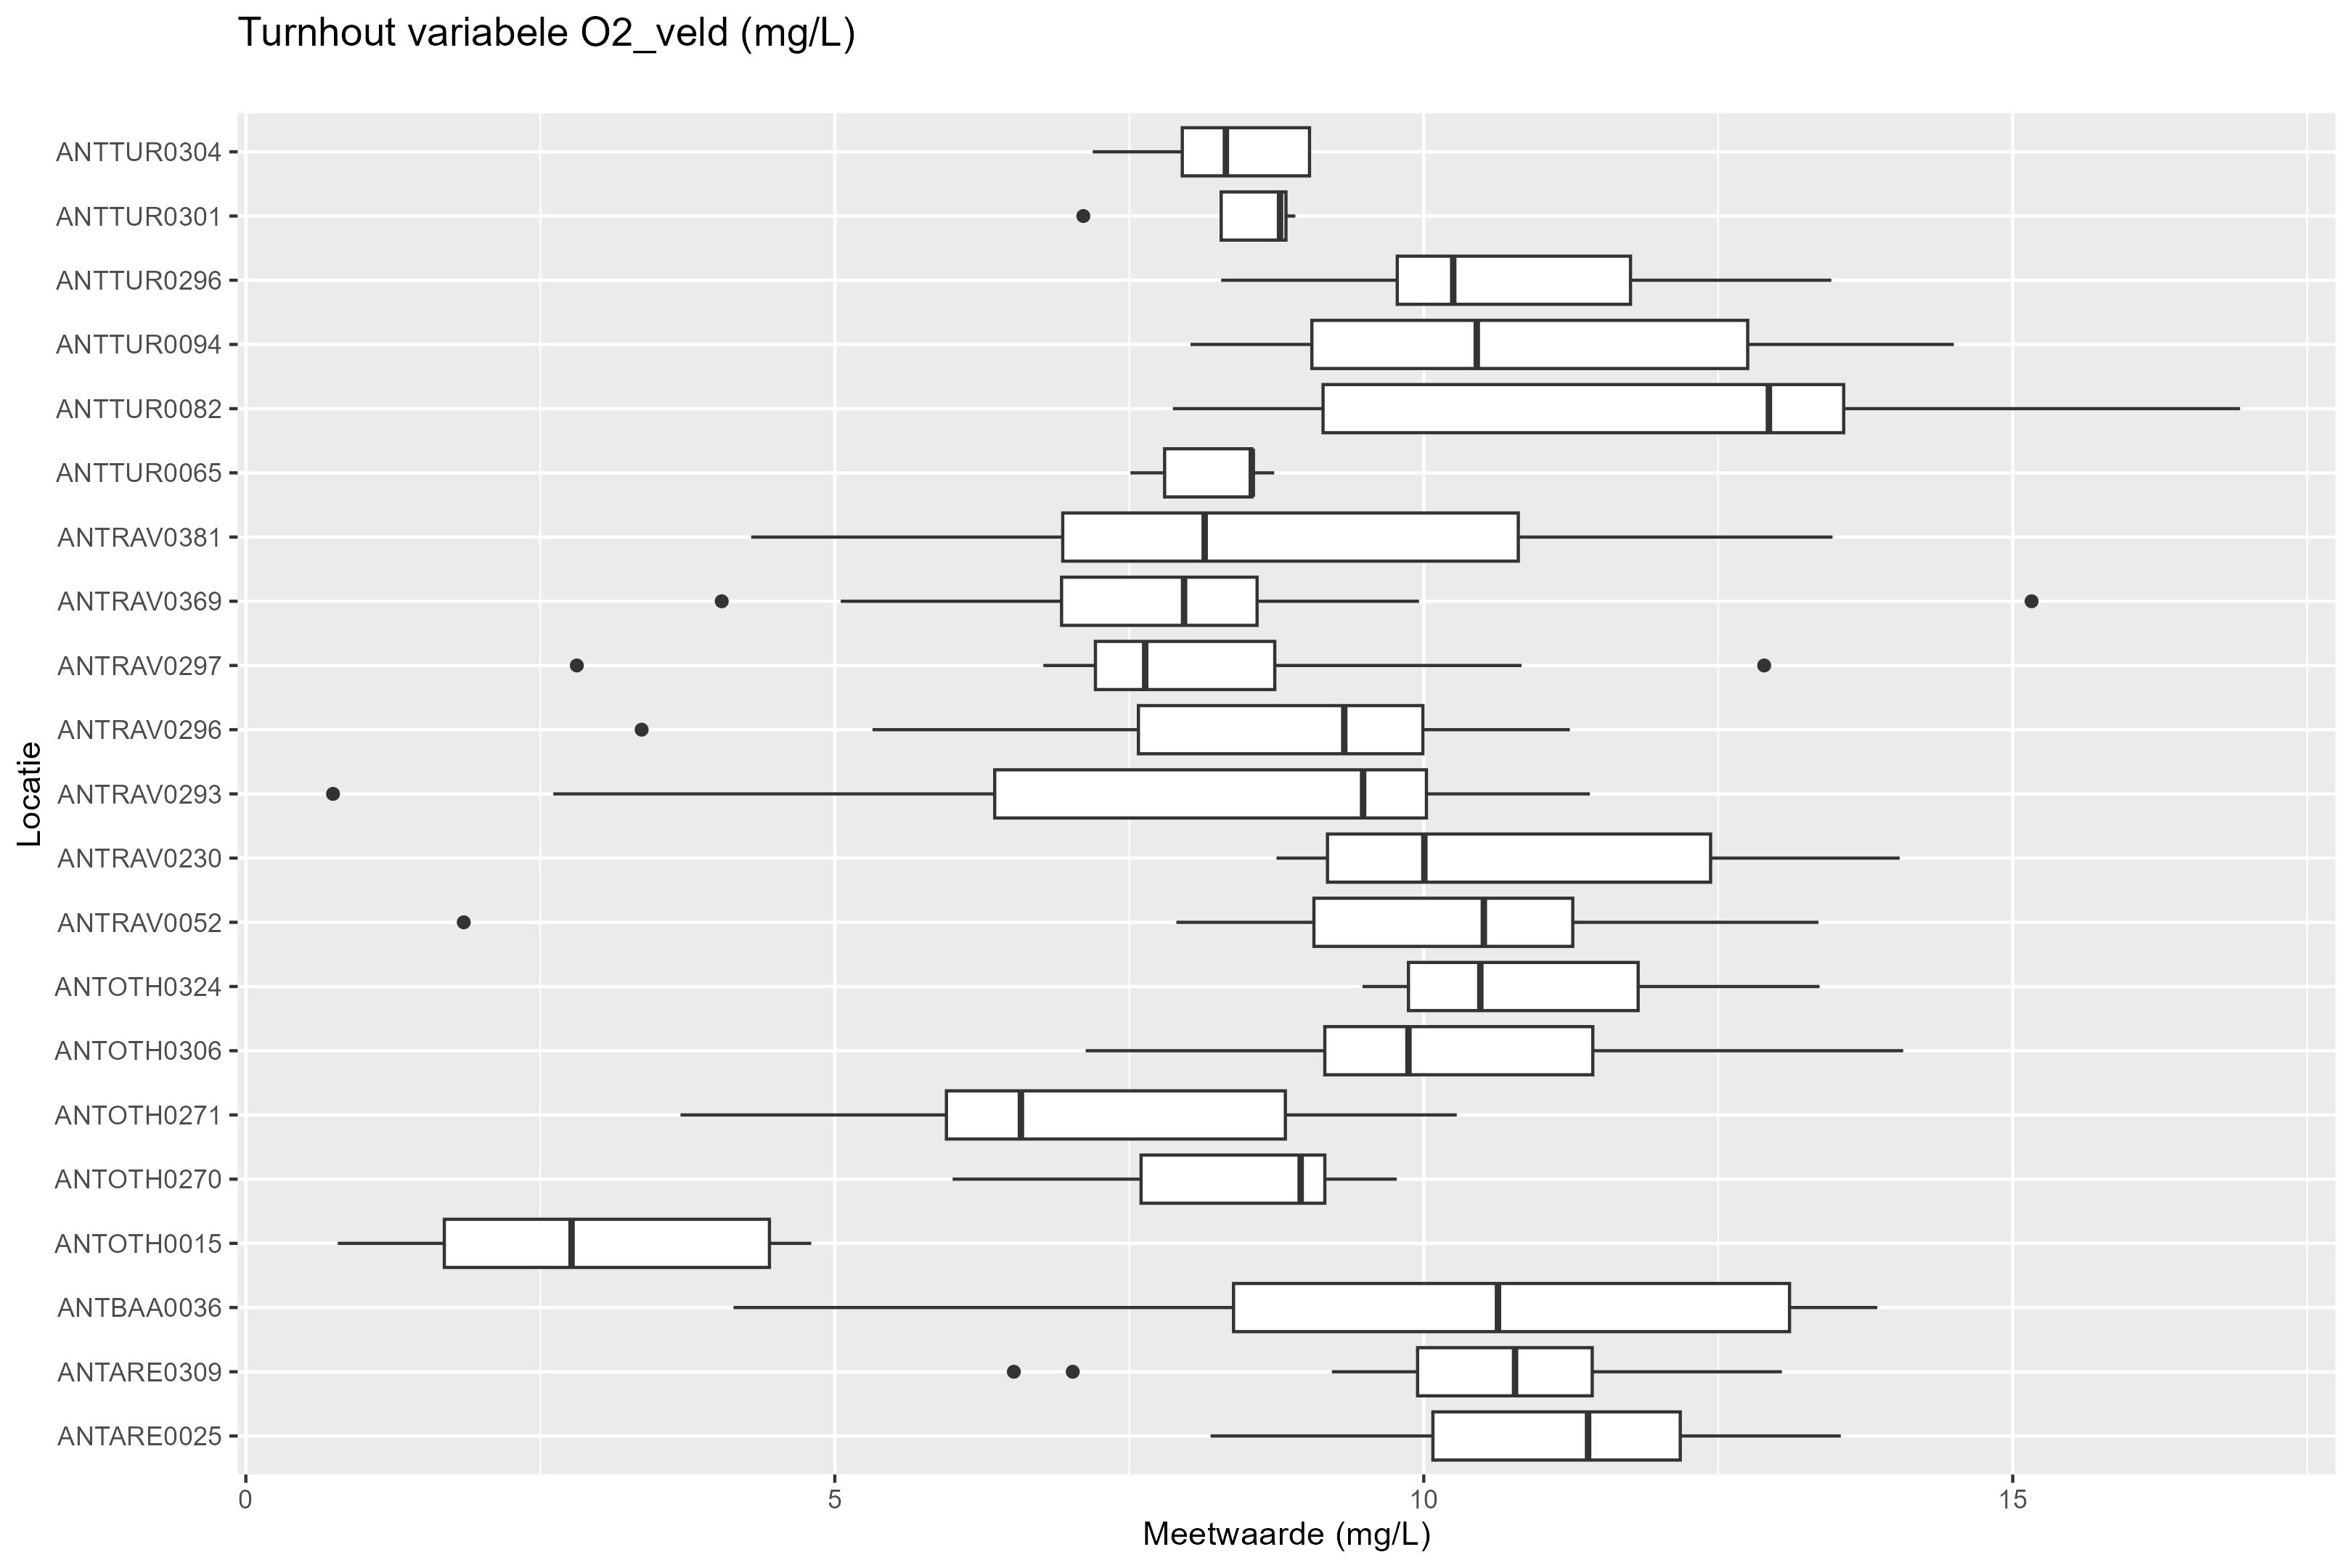 Turnhout variabele O2_veld (mg/L)
ANTTUR0304
ANTTUR0301
ANTTUR0296
ANTTUR0094
ANTTUR0082
ANTTUR0065
ANTRAV0381
ANTRAV0369
ANTRAV0297
ANTRAV0296
ANTRAV0293
ANTRAV0230
ANTRAV0052
ANTOTH0324
ANTOTH0306
ANTOTH0271
ANTOTH0270
ANTOTH0015
ANTBAA0036
ANTARE0309
ANTARE0025
Locatie
0 5 10 15
Meetwaarde (mg/L)